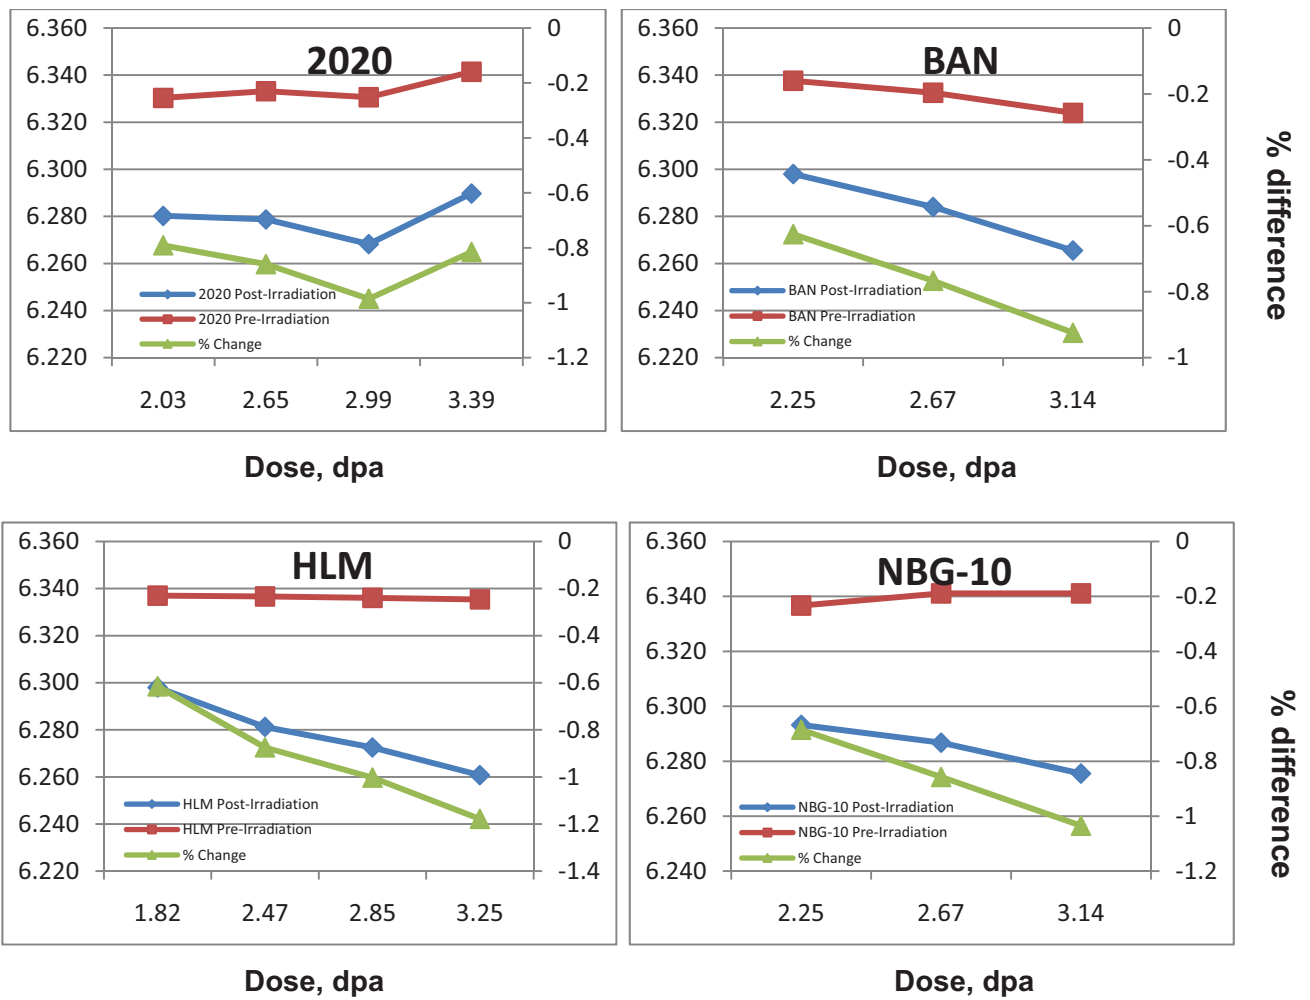 2020
6.360
6.340
6.320
6.300
6.280
6.260
6.240
6.220
0
-0.2
-0.4
-0.6
-0.8
-1
-1.2
2020 Post-Irradiation
2020 Pre-Irradiation
% Change
2.03 2.65 2.99 3.39
Dose, dpa
BAN
6.360
6.340
6.320
6.300
6.280
6.260
6.240
6.220
0
-0.2
-0.4
-0.6
-0.8
-1
BAN Post-Irradiation
BAN Pre-Irradiation
% Change
2.25 2.67 3.14
Dose, dpa
% difference
HLM
6.360
6.340
6.320
6.300
6.280
6.260
6.240
6.220
0
-0.2
-0.4
-0.6
-0.8
-1
-1.2
-1.4
HLM Post-Irradiation
HLM Pre-Irradiation
% Change
1.82 2.47 2.85 3.25
Dose, dpa
NBG-10
6.360
6.340
6.320
6.300
6.280
6.260
6.240
0
-0.2
-0.4
-0.6
-0.8
-1
-1.2
NBG-10 Post-Irradiation
NBG-10 Pre-Irradiation
% Change
2.25 2.67 3.14
Dose, dpa
% difference